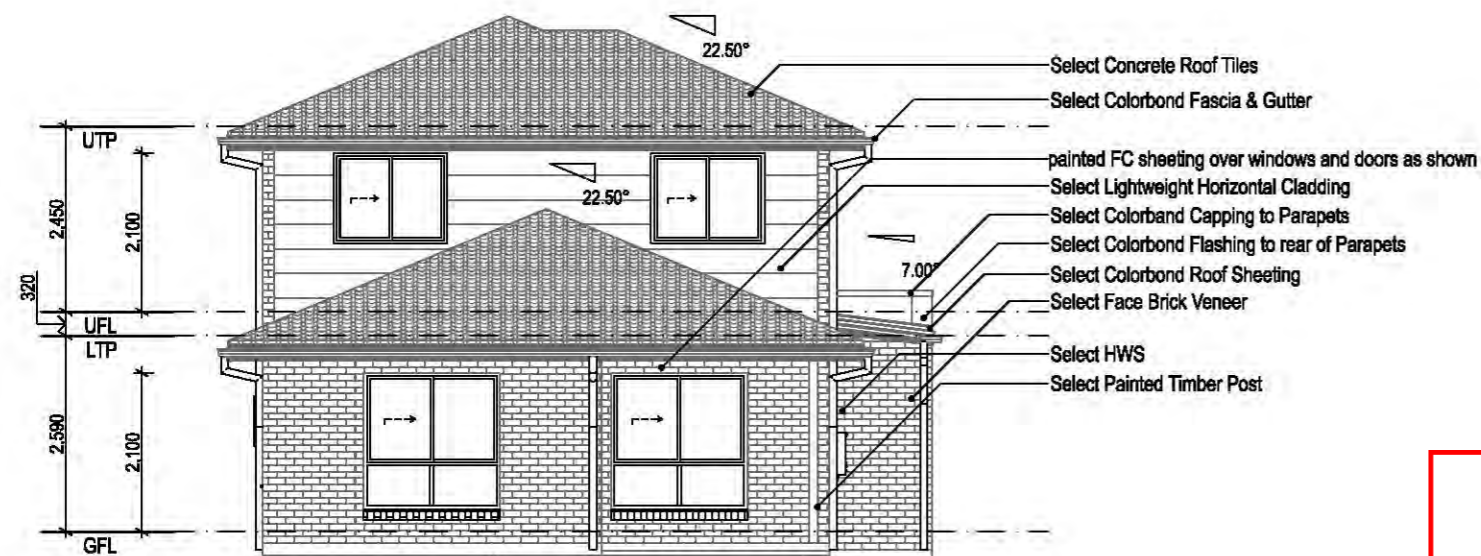 22.50°
Select Concrete Roof Tiles
Select Colorbond Fascia & Gutter
UTP
painted FC sheeting over windows and doors as shown
22.50°
Select Lightweight Horizontal Cladding
2,450
2,100
Select Colorband Capping to Parapets
Select Colorbond Flashing to rear of Parapets
7.00°
Select Colorbond Roof Sheeting
320
Select Face Brick Veneer
UFL
LTP
Select HWS
Select Painted Timber Post
2,590
2,100
GFL